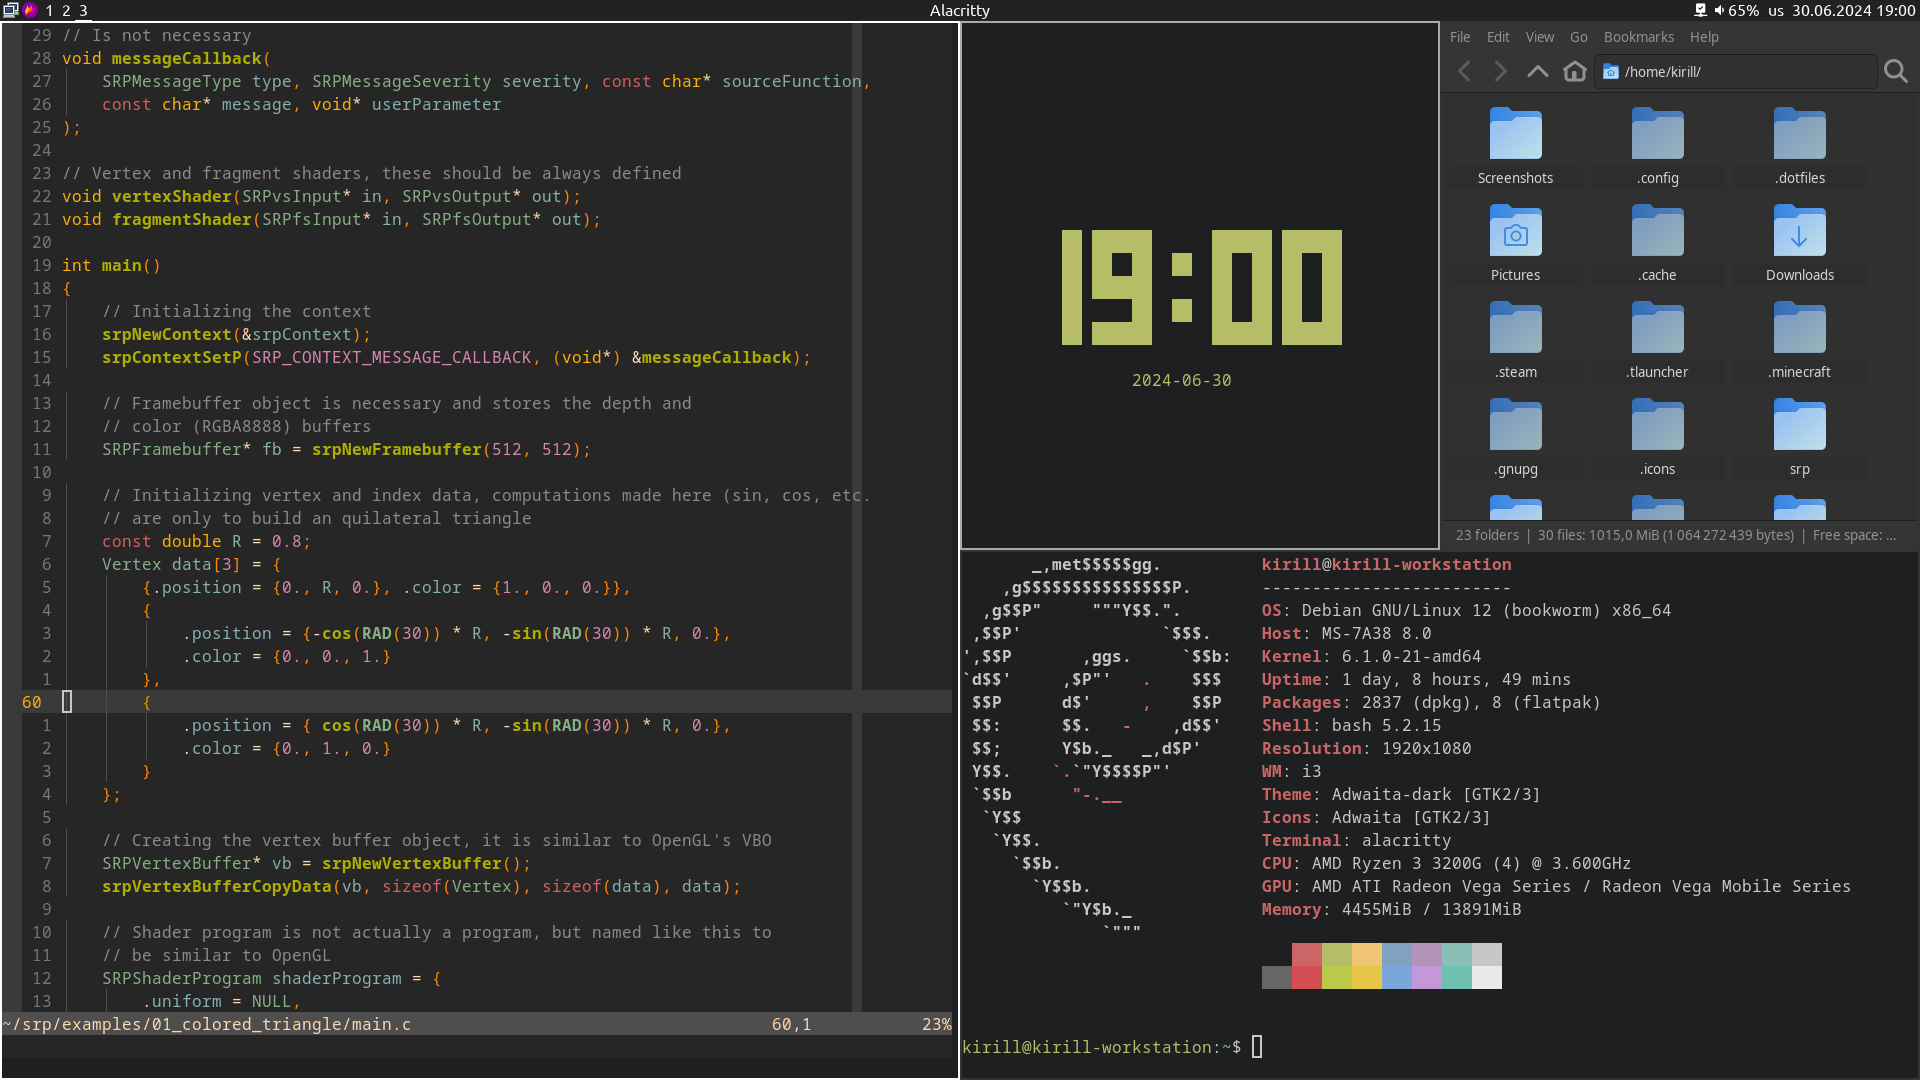 1 2 3
Alacritty
65% us 30.06.2024 19:00
29 // Is not necessary
28 void messageCallback(
27     SRPMessageType type, SRPMessageSeverity severity, const char* sourceFunction,
26     const char* message, void* userParameter
25 );
24
23 // Vertex and fragment shaders, these should be always defined
22 void vertexShader(SRPvsInput* in, SRPvsOutput* out);
21 void fragmentShader(SRPfsInput* in, SRPfsOutput* out);
20
19 int main()
18 {
17     // Initializing the context
16     srpNewContext(&srpContext);
15     srpContextSetP(SRP_CONTEXT_MESSAGE_CALLBACK, (void*) &messageCallback);
14
13     // Framebuffer object is necessary and stores the depth and
12     // color (RGBA8888) buffers
11     SRPFramebuffer* fb = srpNewFramebuffer(512, 512);
10
9     // Initializing vertex and index data, computations made here (sin, cos, etc.
8     // are only to build an quilateral triangle
7     const double R = 0.8;
6     Vertex data[3] = {
5         {.position = {0., R, 0.}, .color = {1., 0., 0.}},
4         {
3             .position = {-cos(RAD(30)) * R, -sin(RAD(30)) * R, 0.},
2             .color = {0., 0., 1.}
1         },
60         {
1             .position = { cos(RAD(30)) * R, -sin(RAD(30)) * R, 0.},
2             .color = {0., 1., 0.}
3         }
4     };
5
6     // Creating the vertex buffer object, it is similar to OpenGL's VBO
7     SRPVertexBuffer* vb = srpNewVertexBuffer();
8     srpVertexBufferCopyData(vb, sizeof(Vertex), sizeof(data), data);
9
10     // Shader program is not actually a program, but named like this to
11     // be similar to OpenGL
12     SRPShaderProgram shaderProgram = {
13         .uniform = NULL,
~/srp/examples/01_colored_triangle/main.c 60,1 23%
19:00
2024-06-30
File Edit View Go Bookmarks Help
/home/kirill/
Screenshots .config .dotfiles
Pictures .cache Downloads
.steam .tlauncher .minecraft
.gnupg .icons srp
23 folders | 30 files: 1015,0 MiB (1 064 272 439 bytes) | Free space: ...
       _,met$$$$$gg.          kirill@kirill-workstation
    ,g$$$$$$$$$$$$$$$P.       -------------------------
  ,g$$P"     """Y$$.".        OS: Debian GNU/Linux 12 (bookworm) x86_64
 ,$$P'              `$$$.     Host: MS-7A38 8.0
',$$P       ,ggs.     `$$b:   Kernel: 6.1.0-21-amd64
`d$$'     ,$P"'   .    $$$    Uptime: 1 day, 8 hours, 49 mins
 $$P      d$'     ,    $$P    Packages: 2837 (dpkg), 8 (flatpak)
 $$:      $$.   -    ,d$$'    Shell: bash 5.2.15
 $$;      Y$b._   _,d$P'      Resolution: 1920x1080
 Y$$.    `.`"Y$$$$P"'         WM: i3
 `$$b      "-.__              Theme: Adwaita-dark [GTK2/3]
  `Y$$                        Icons: Adwaita [GTK2/3]
   `Y$$.                      Terminal: alacritty
     `$$b.                    CPU: AMD Ryzen 3 3200G (4) @ 3.600GHz
       `Y$$b.                 GPU: AMD ATI Radeon Vega Series / Radeon Vega Mobile Series
          `"Y$b._             Memory: 4455MiB / 13891MiB
              `"""
kirill@kirill-workstation:~$